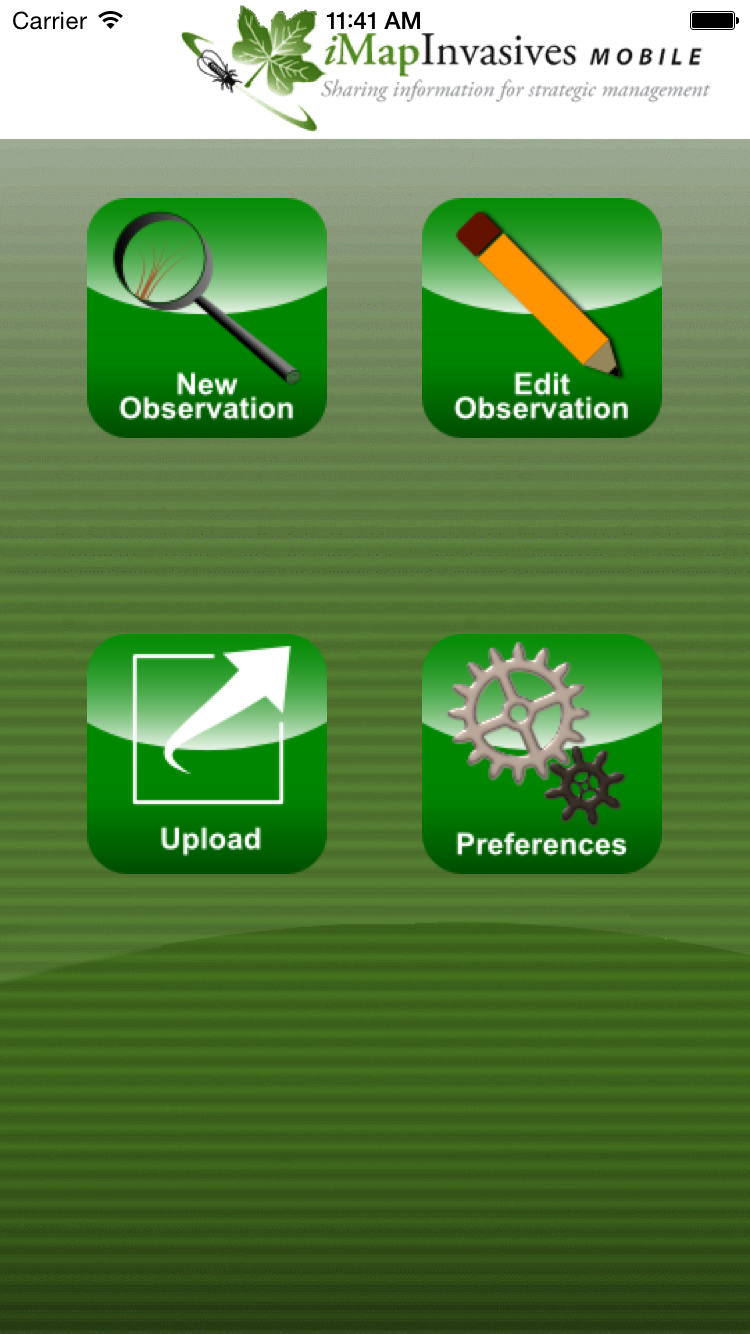 Carrier 11:41 AM
iMapInvasives MOBILE
Sharing information for strategic management
New
Observation
Edit
Observation
Upload
Preferences